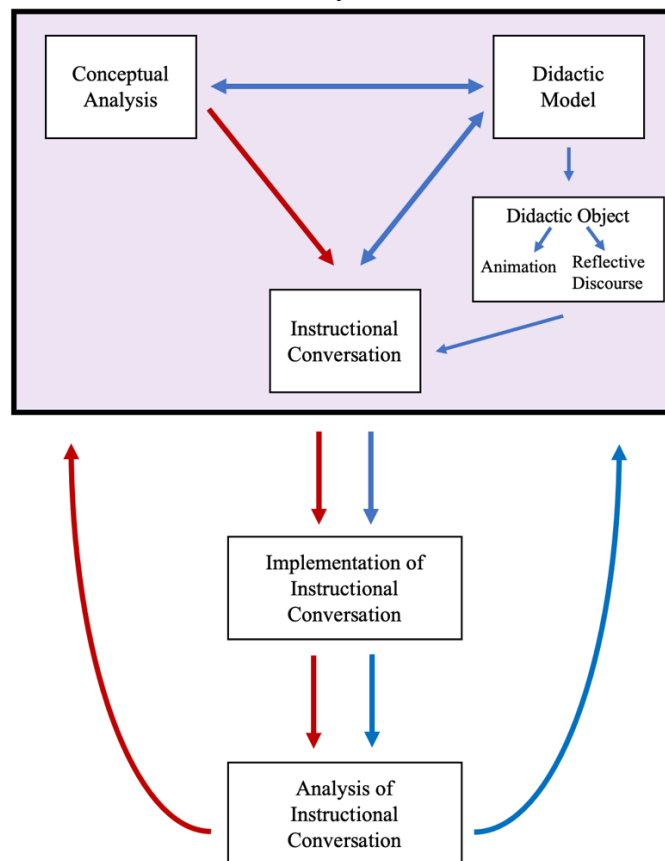 Conceptual
Analysis
Didactic
Model
Didactic Object
Animation
Reflective
Discourse
Instructional
Conversation
Implementation of
Instructional
Conversation
Analysis of
Instructional
Conversation